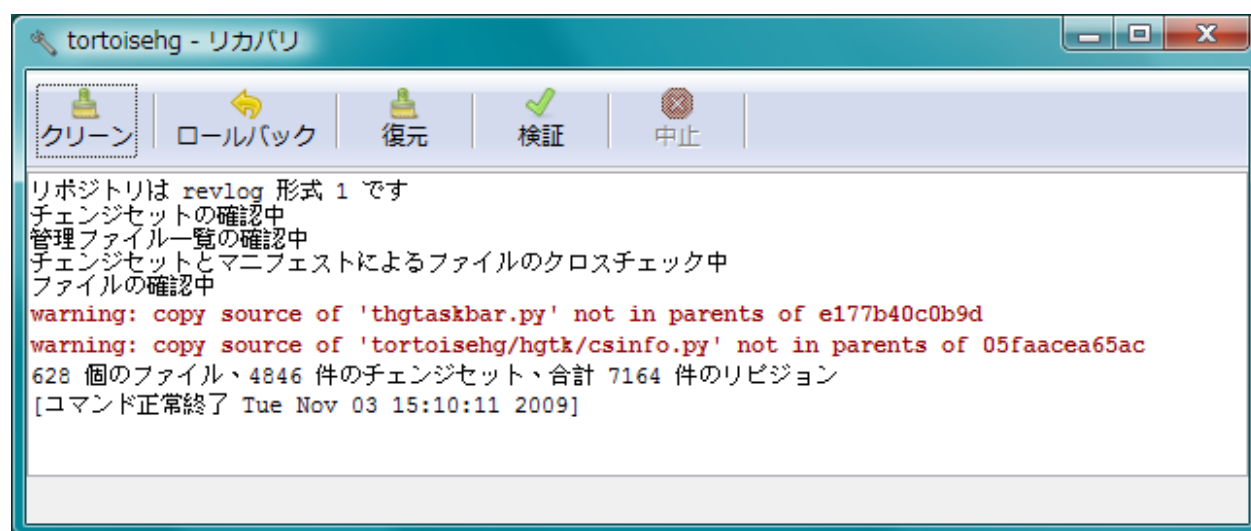 tortoisehg - リカバリ
クリーン ロールバック 復元 検証 中止
リポジトリは revlog 形式 1 です
チェンジセットの確認中
管理ファイル一覧の確認中
チェンジセットとマニフェストによるファイルのクロスチェック中
ファイルの確認中
warning: copy source of 'thgtaskbar.py' not in parents of e177b40c0b9d
warning: copy source of 'tortoisehg/hgtk/csinfo.py' not in parents of 05faacea65ac
628 個のファイル、4846 件のチェンジセット、合計 7164 件のリビジョン
[コマンド正常終了 Tue Nov 03 15:10:11 2009]